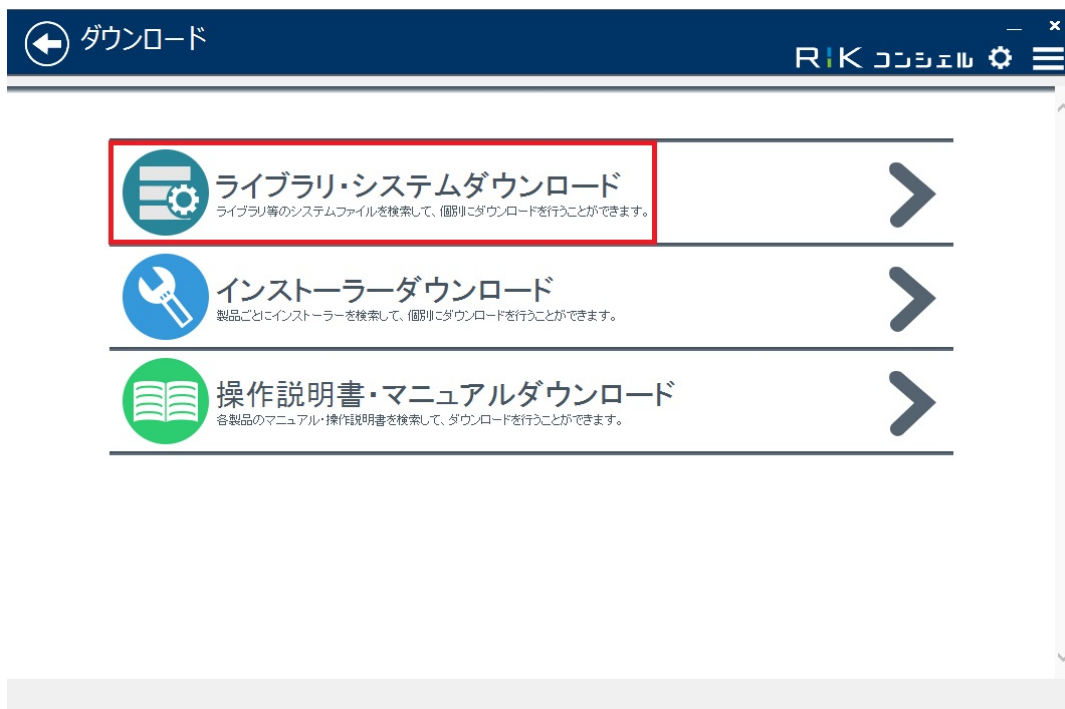 ダウンロード
RIK コンシェル
ライブラリ・システムダウンロード
ライブラリ等のシステムファイルを検索して、個別にダウンロードを行うことができます。
インストーラーダウンロード
製品ごとにインストーラーを検索して、個別にダウンロードを行うことができます。
操作説明書・マニュアルダウンロード
各製品のマニュアル・操作説明書を検索して、ダウンロードを行うことができます。